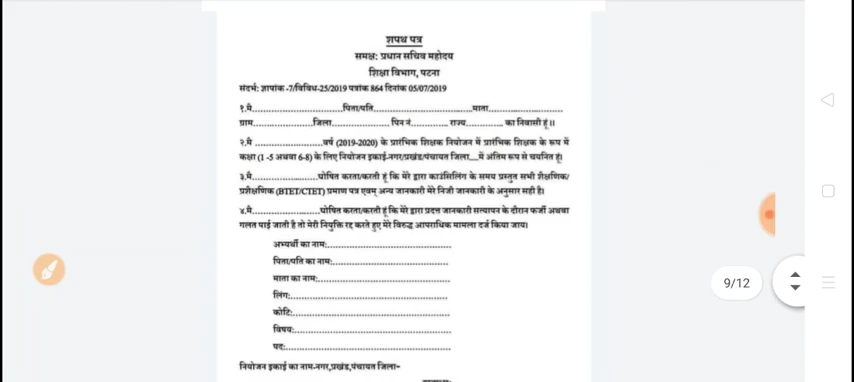 शपथ पत्र
समक्ष: प्रधान सचिव महोदय
शिक्षा विभाग, पटना
संदर्भ: ज्ञापांक -7/विविध-25/2019 पत्रांक 864 दिनांक 05/07/2019
१.मै..............................पिता/पति.................................माता.........................
ग्राम........................जिला....................... पिन नं............. राज्य.............. का निवासी हूं।।
२.मै ..........................वर्ष (2019-2020) के प्रारंभिक शिक्षक नियोजन में प्रारंभिक शिक्षक के रूप में
कक्षा (1 -5 अथवा 6-8) के लिए नियोजन इकाई-नगर/प्रखंड/पंचायत जिला__में अंतिम रूप से चयनित हूं।
३.मै.........................घोषित करता/करती हूं कि मेरे द्वारा काउंसिलिंग के समय प्रस्तुत सभी शैक्षणिक/
प्रशैक्षणिक (BTET/CTET) प्रमाण पत्र एवम् अन्य जानकारी मेरे निजी जानकारी के अनुसार सही है।
४.मै.........................घोषित करता/करती हूं कि मेरे द्वारा प्रदत्त जानकारी सत्यापन के दौरान फर्जी अथवा
गलत पाई जाती है तो मेरी नियुक्ति रद्द करते हुए मेरे विरुद्ध आपराधिक मामला दर्ज किया जाय।
अभ्यर्थी का नाम:..........................................
पिता/पति का नाम:........................................
माता का नाम:.............................................
लिंग:.....................................................
कोटि:....................................................
विषय:....................................................
पद:......................................................
नियोजन इकाई का नाम-नगर,प्रखंड,पंचायत जिला-
9/12